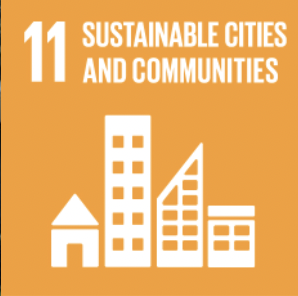 11 SUSTAINABLE CITIES
AND COMMUNITIES